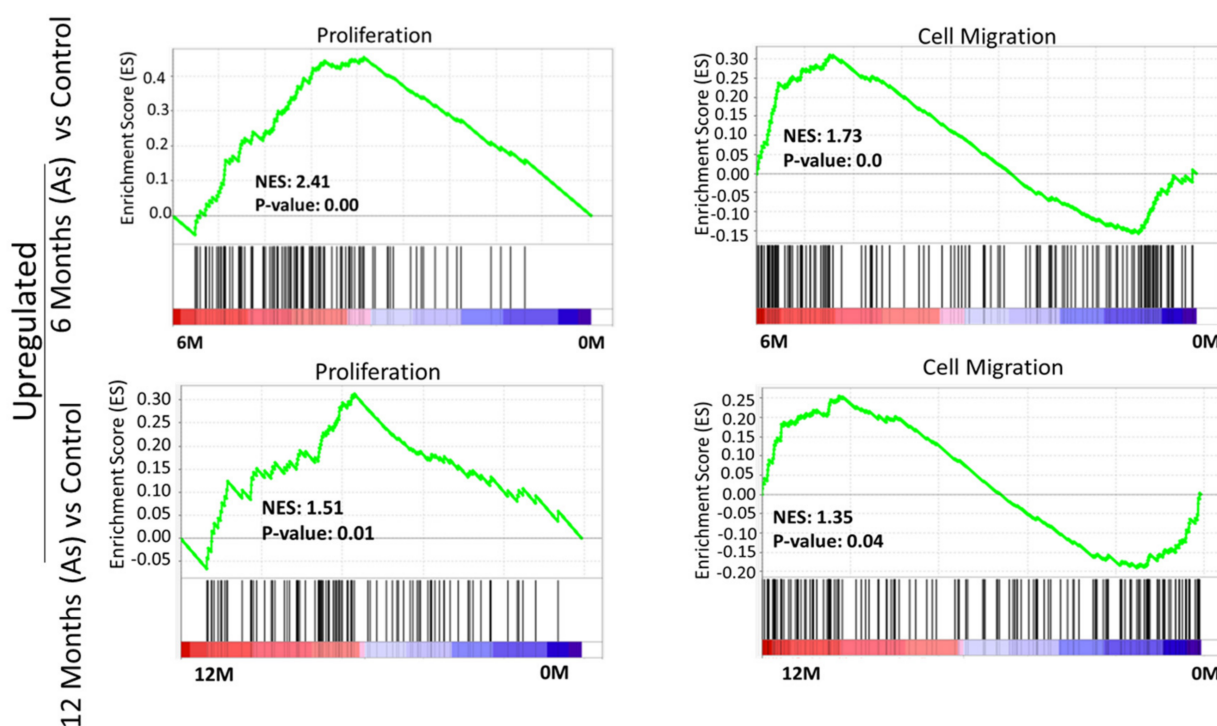 Upregulated
6 Months (As) vs Control
Proliferation
Enrichment Score (ES)
0.4
0.3
0.2
0.1
0.0
NES: 2.41
P-value: 0.00
6M 0M
Cell Migration
Enrichment Score (ES)
0.30
0.25
0.20
0.15
0.10
0.05
0.00
-0.05
-0.10
-0.15
NES: 1.73
P-value: 0.0
6M 0M
12 Months (As) vs Control
Proliferation
Enrichment Score (ES)
0.30
0.25
0.20
0.15
0.10
0.05
0.00
-0.05
NES: 1.51
P-value: 0.01
12M 0M
Cell Migration
Enrichment Score (ES)
0.25
0.20
0.15
0.10
0.05
0.00
-0.05
-0.10
-0.15
-0.20
NES: 1.35
P-value: 0.04
12M 0M